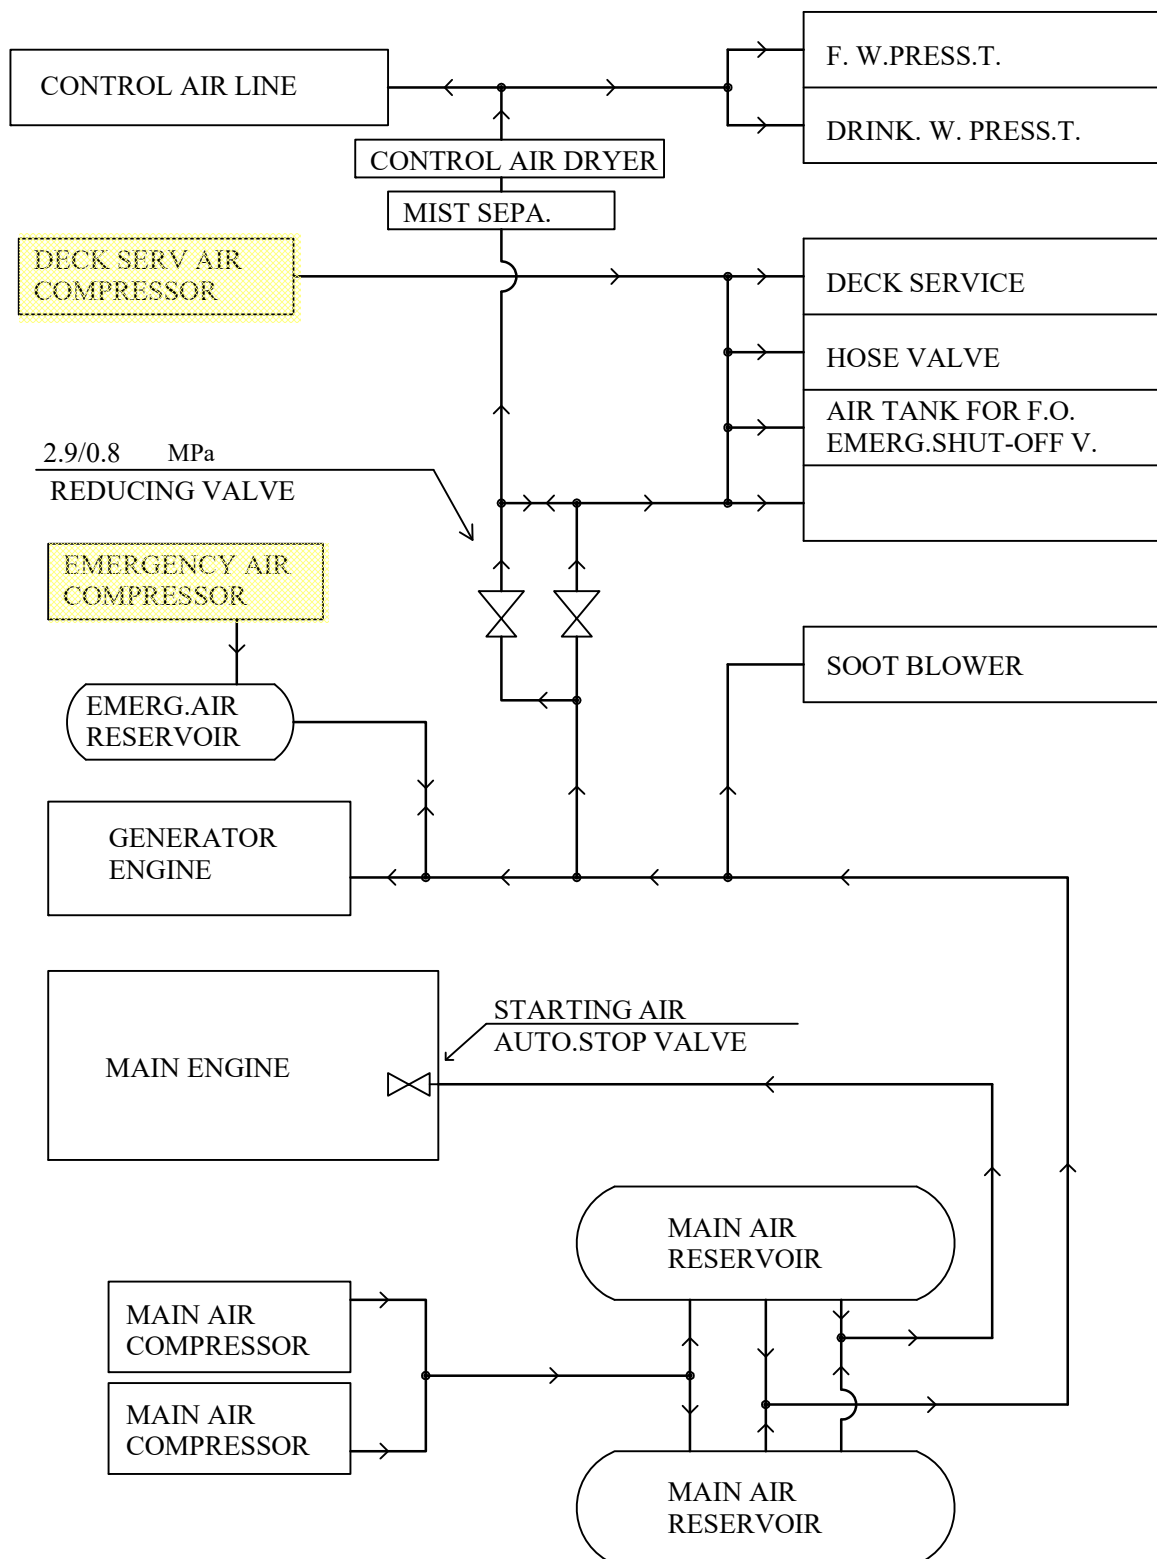 F. W.PRESS.T.
CONTROL AIR LINE
DRINK. W. PRESS.T.
CONTROL AIR DRYER
MIST SEPA.
DECK SERV AIR
COMPRESSOR
DECK SERVICE
HOSE VALVE
AIR TANK FOR F.O.
EMERG.SHUT-OFF V.
2.9/0.8 MPa
REDUCING VALVE
EMERGENCY AIR
COMPRESSOR
SOOT BLOWER
EMERG.AIR
RESERVOIR
GENERATOR
ENGINE
STARTING AIR
AUTO.STOP VALVE
MAIN ENGINE
MAIN AIR
RESERVOIR
MAIN AIR
COMPRESSOR
MAIN AIR
COMPRESSOR
MAIN AIR
RESERVOIR